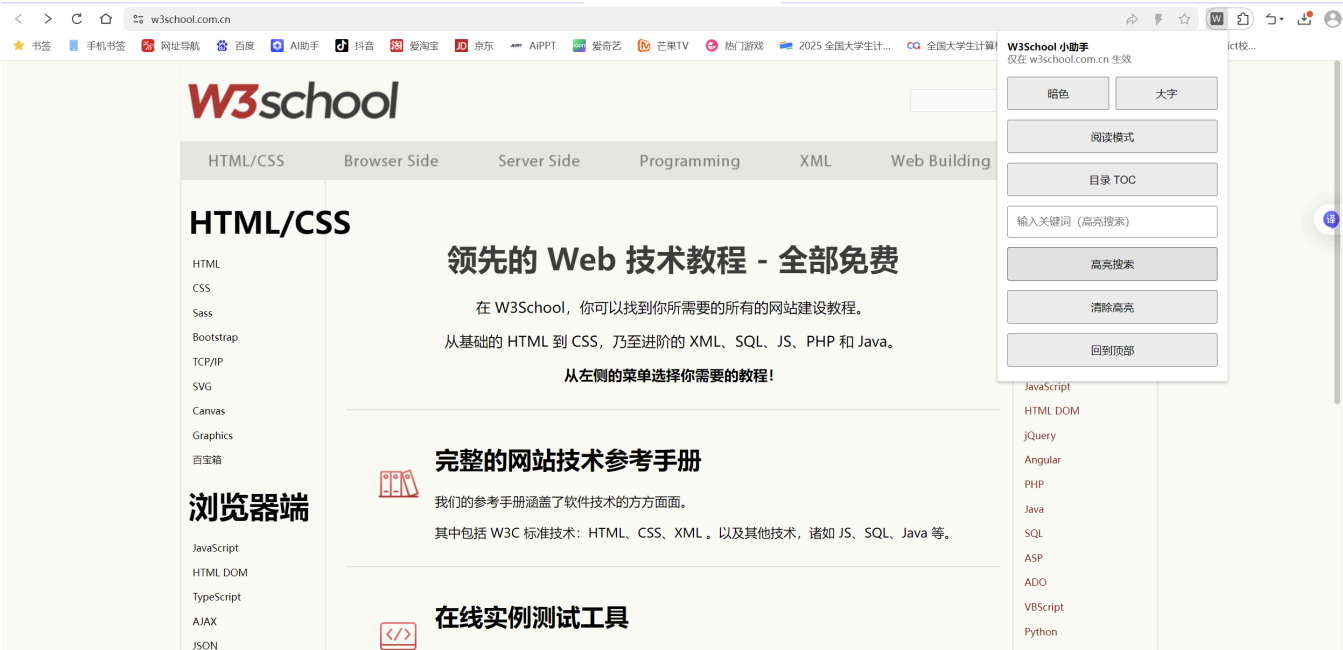 w3school.com.cn
书签 手机书签 网址导航 百度 AI助手 抖音 爱淘宝 京东 AiPPT 爱奇艺 芒果TV 热门游戏 2025 全国大学生计... 全国大学生计算 ict校...
W3school
HTML/CSS Browser Side Server Side Programming XML Web Building
HTML/CSS
HTML
CSS
Sass
Bootstrap
TCP/IP
SVG
Canvas
Graphics
百宝箱
浏览器端
JavaScript
HTML DOM
TypeScript
AJAX
JSON
领先的 Web 技术教程 - 全部免费
在 W3School，你可以找到你所需要的所有的网站建设教程。
从基础的 HTML 到 CSS，乃至进阶的 XML、SQL、JS、PHP 和 Java。
从左侧的菜单选择你需要的教程！
完整的网站技术参考手册
我们的参考手册涵盖了软件技术的方方面面。
其中包括 W3C 标准技术：HTML、CSS、XML 。以及其他技术，诸如 JS、SQL、Java 等。
在线实例测试工具
W3School 小助手
仅在 w3school.com.cn 生效
暗色 大字
阅读模式
目录 TOC
输入关键词（高亮搜索）
高亮搜索
清除高亮
回到顶部
JavaScript
HTML DOM
jQuery
Angular
PHP
Java
SQL
ASP
ADO
VBScript
Python
译